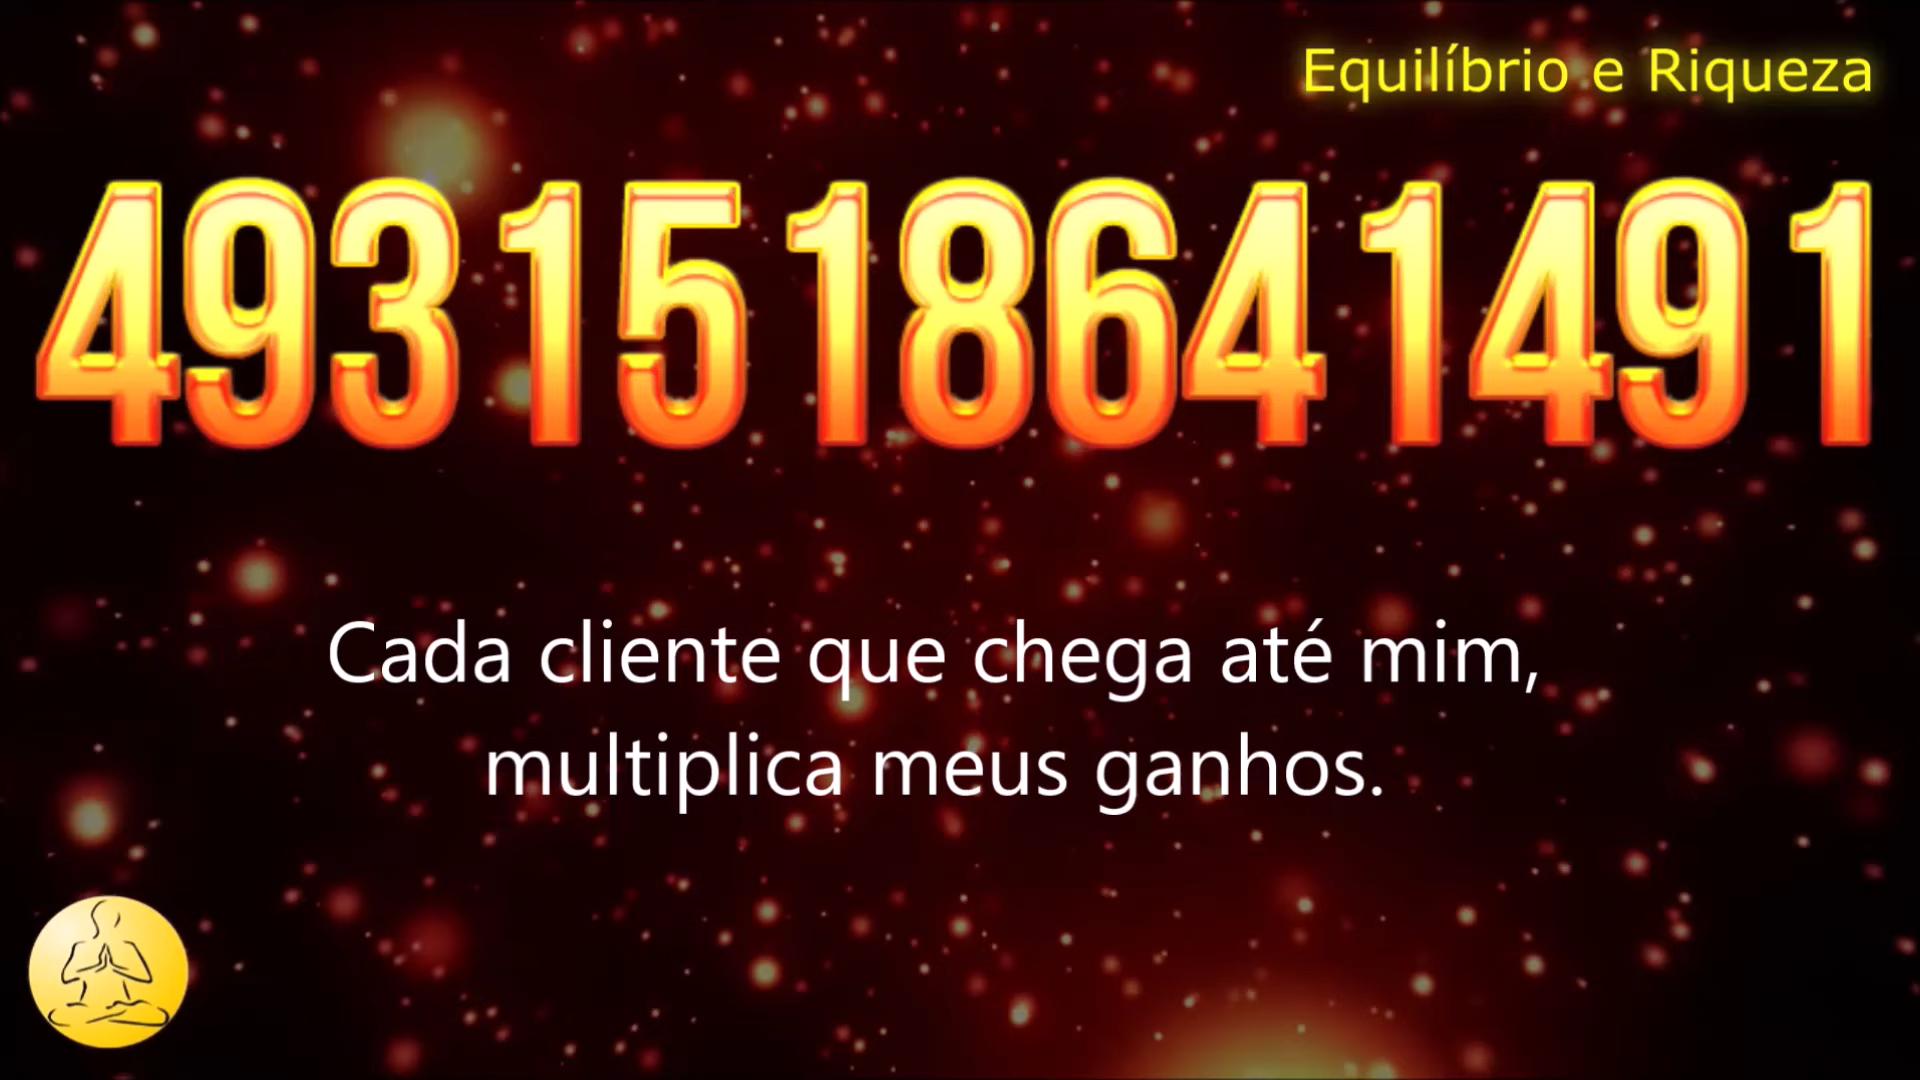 Equilíbrio e Riqueza
4931518641491
Cada cliente que chega até mim,
multiplica meus ganhos.